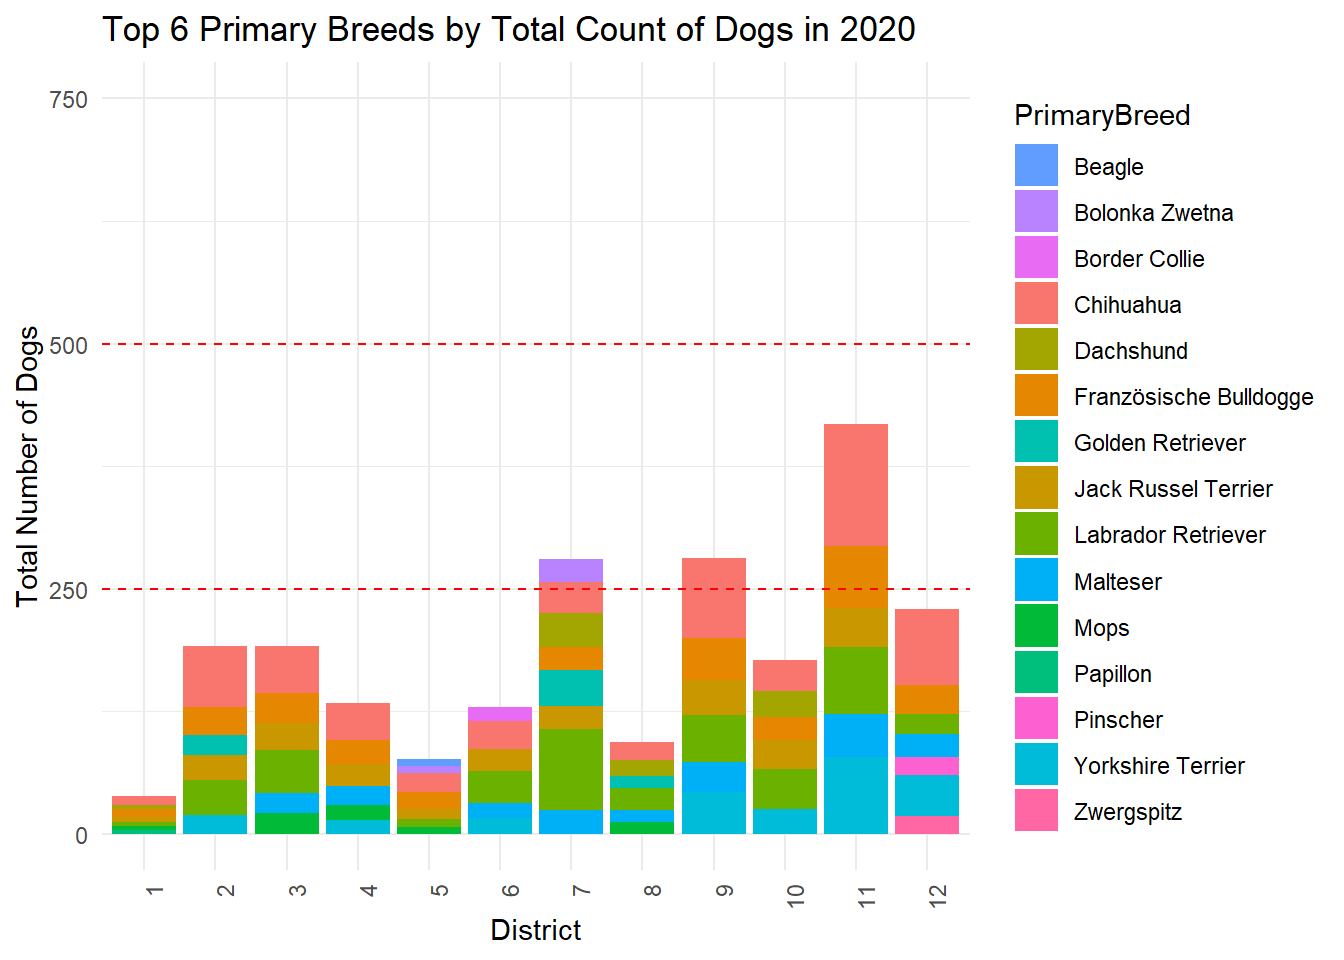 Top 6 Primary Breeds by Total Count of Dogs in 2020
Total Number of Dogs
750
500
250
0
1 2 3 4 5 6 7 8 9 10 11 12
District
PrimaryBreed
Beagle
Bolonka Zwetna
Border Collie
Chihuahua
Dachshund
Französische Bulldogge
Golden Retriever
Jack Russel Terrier
Labrador Retriever
Malteser
Mops
Papillon
Pinscher
Yorkshire Terrier
Zwergspitz